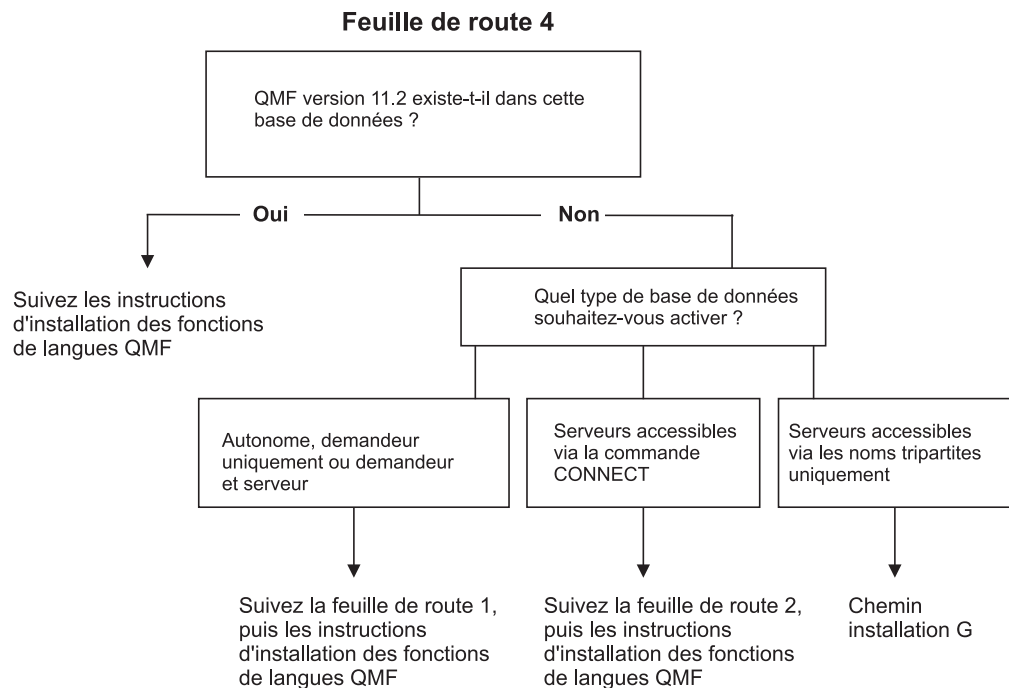 Feuille de route 4
QMF version 11.2 existe-t-il dans cette
base de données ?
Oui
Non
Suivez les instructions
d'installation des fonctions
de langues QMF
Quel type de base de données
souhaitez-vous activer ?
Autonome, demandeur
uniquement ou demandeur
et serveur
Serveurs accessibles
via la commande
CONNECT
Serveurs accessibles
via les noms tripartites
uniquement
Suivez la feuille de route 1,
puis les instructions
d'installation des fonctions
de langues QMF
Suivez la feuille de route 2,
puis les instructions
d'installation des fonctions
de langues QMF
Chemin
installation G